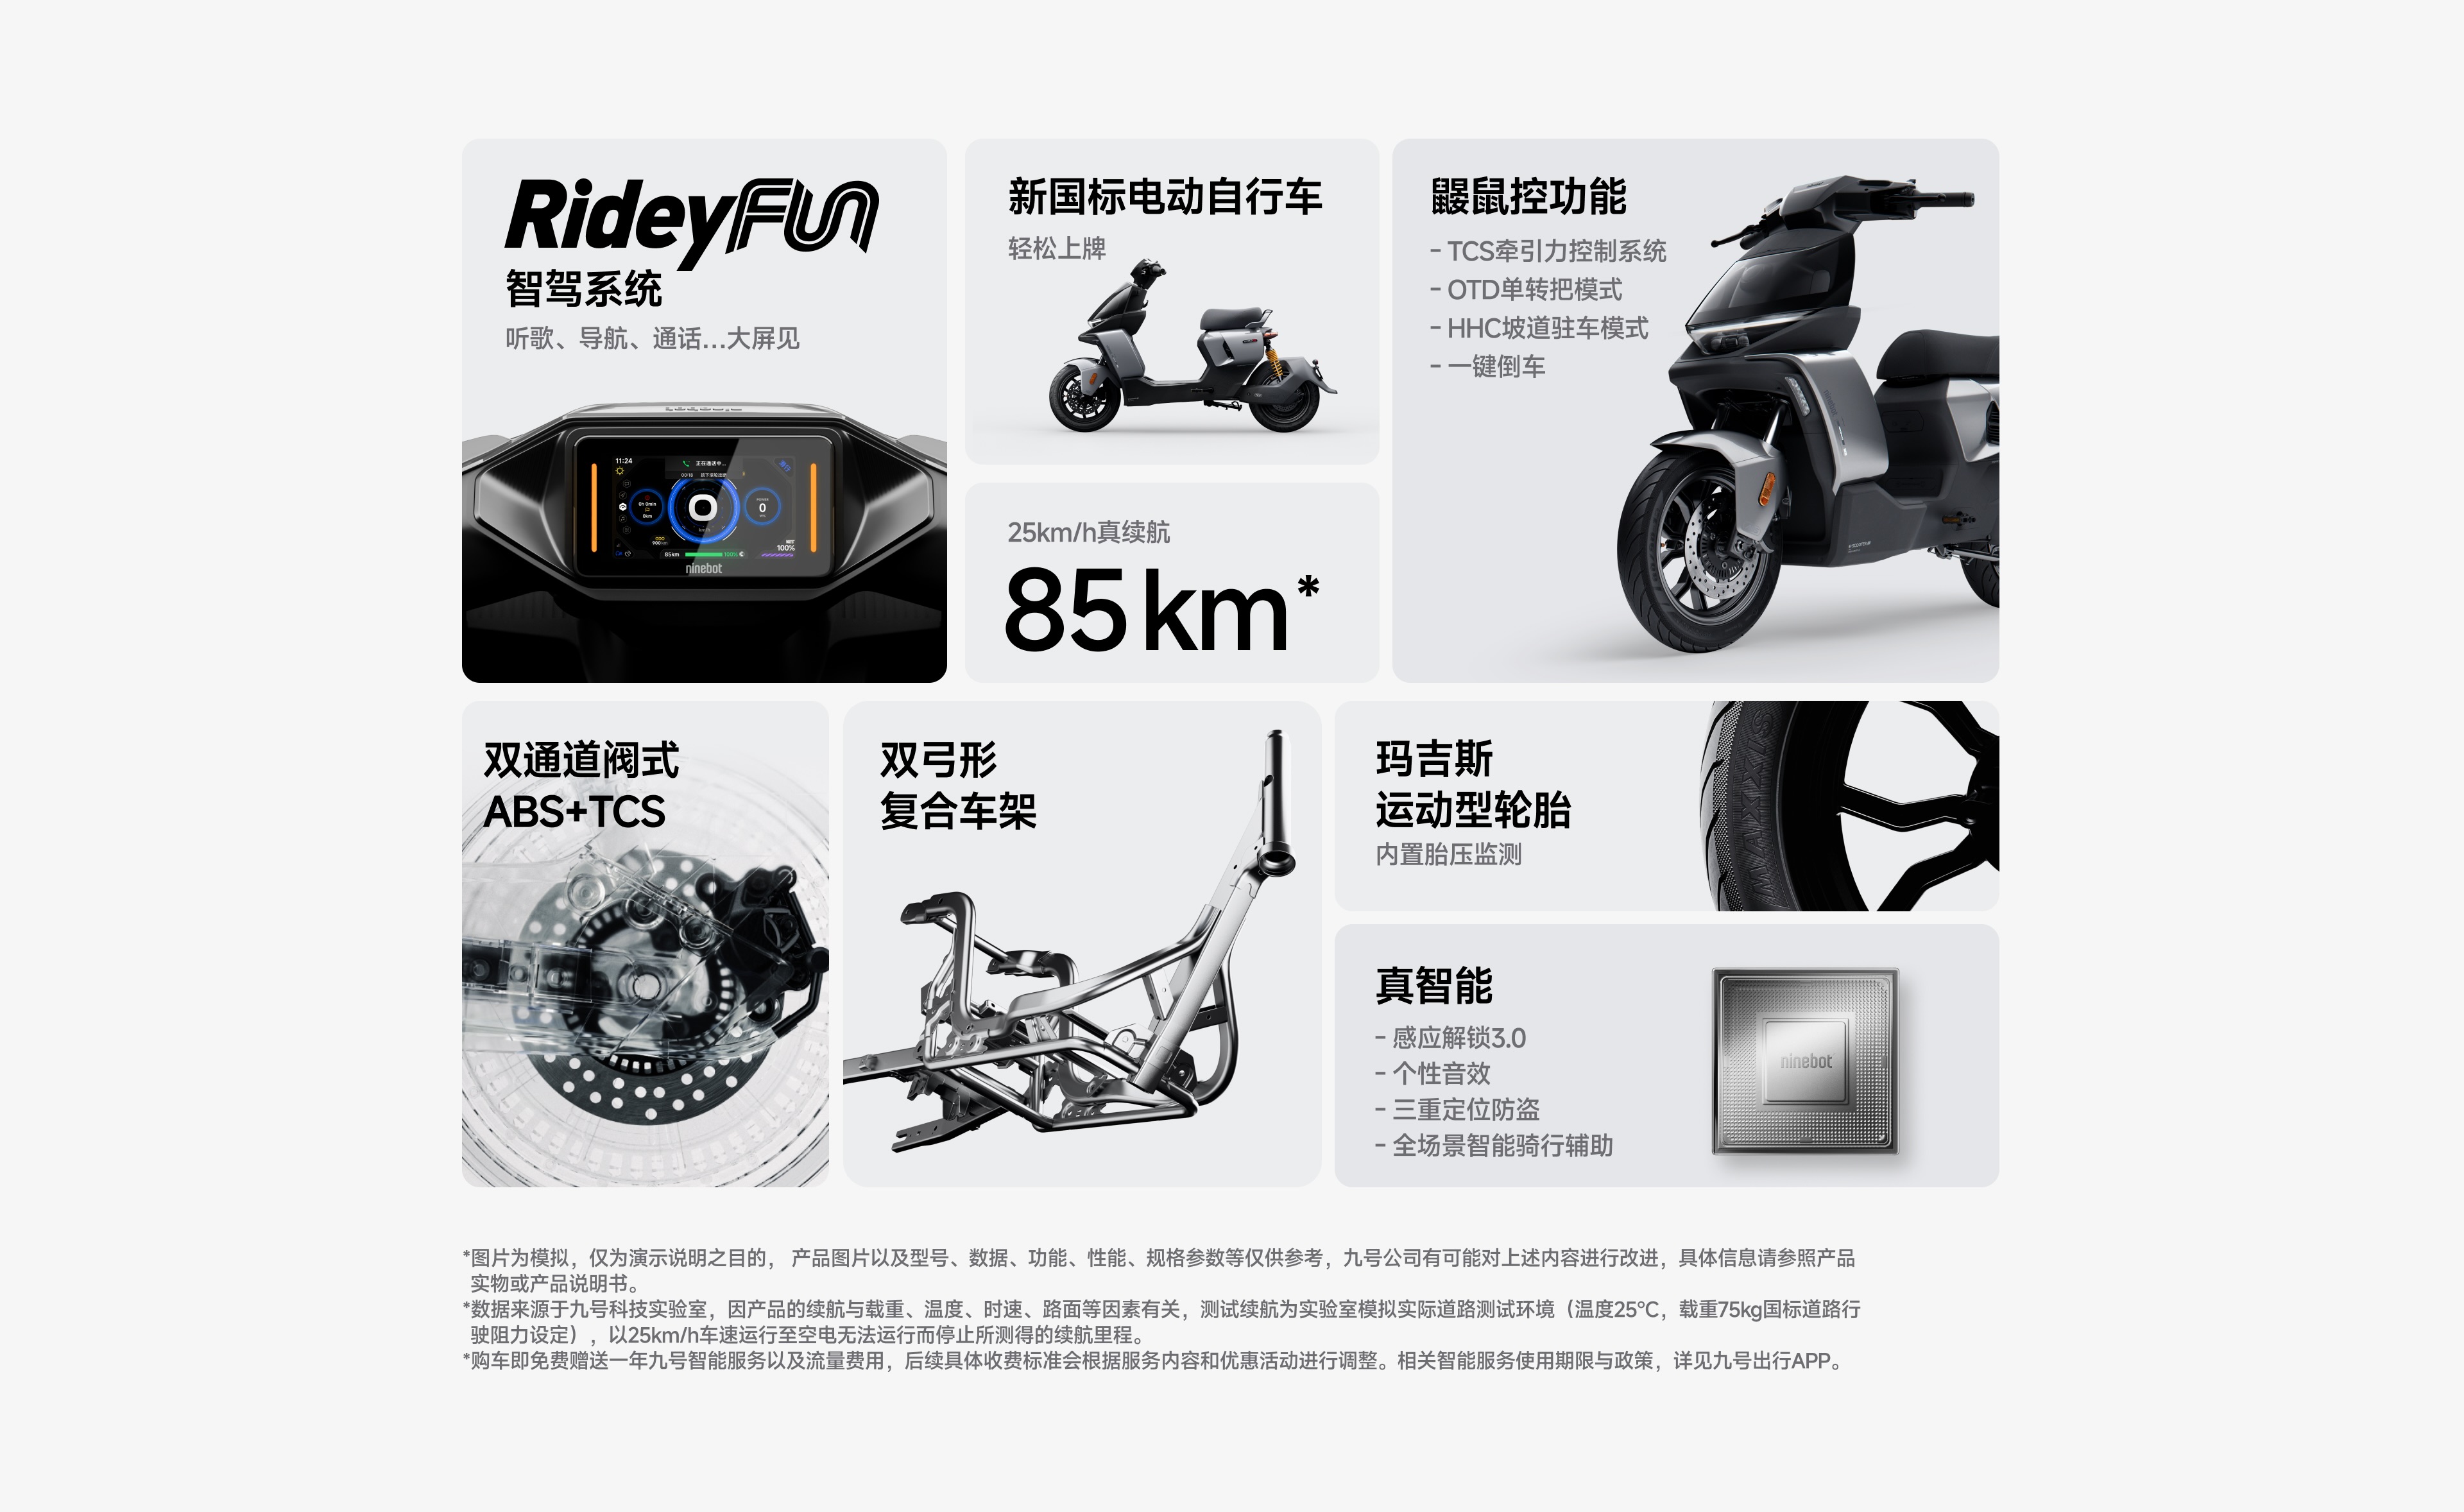 RideyFUN
智驾系统
听歌、导航、通话...大屏见
11:24
正在通话中...
0h 0min
0km
0
900km
85km
100%
100%
ninebot
新国标电动自行车
轻松上牌
25km/h真续航
85km*
鼹鼠控功能
- TCS牵引力控制系统
- OTD单转把模式
- HHC坡道驻车模式
- 一键倒车
双通道阀式
ABS+TCS
双弓形
复合车架
玛吉斯
运动型轮胎
内置胎压监测
MAXXIS
真智能
- 感应解锁3.0
- 个性音效
- 三重定位防盗
- 全场景智能骑行辅助
ninebot
*图片为模拟，仅为演示说明之目的， 产品图片以及型号、数据、功能、性能、规格参数等仅供参考，九号公司有可能对上述内容进行改进，具体信息请参照产品
实物或产品说明书。
*数据来源于九号科技实验室，因产品的续航与载重、温度、时速、路面等因素有关，测试续航为实验室模拟实际道路测试环境（温度25°C，载重75kg国标道路行
驶阻力设定），以25km/h车速运行至空电无法运行而停止所测得的续航里程。
*购车即免费赠送一年九号智能服务以及流量费用，后续具体收费标准会根据服务内容和优惠活动进行调整。相关智能服务使用期限与政策，详见九号出行APP。